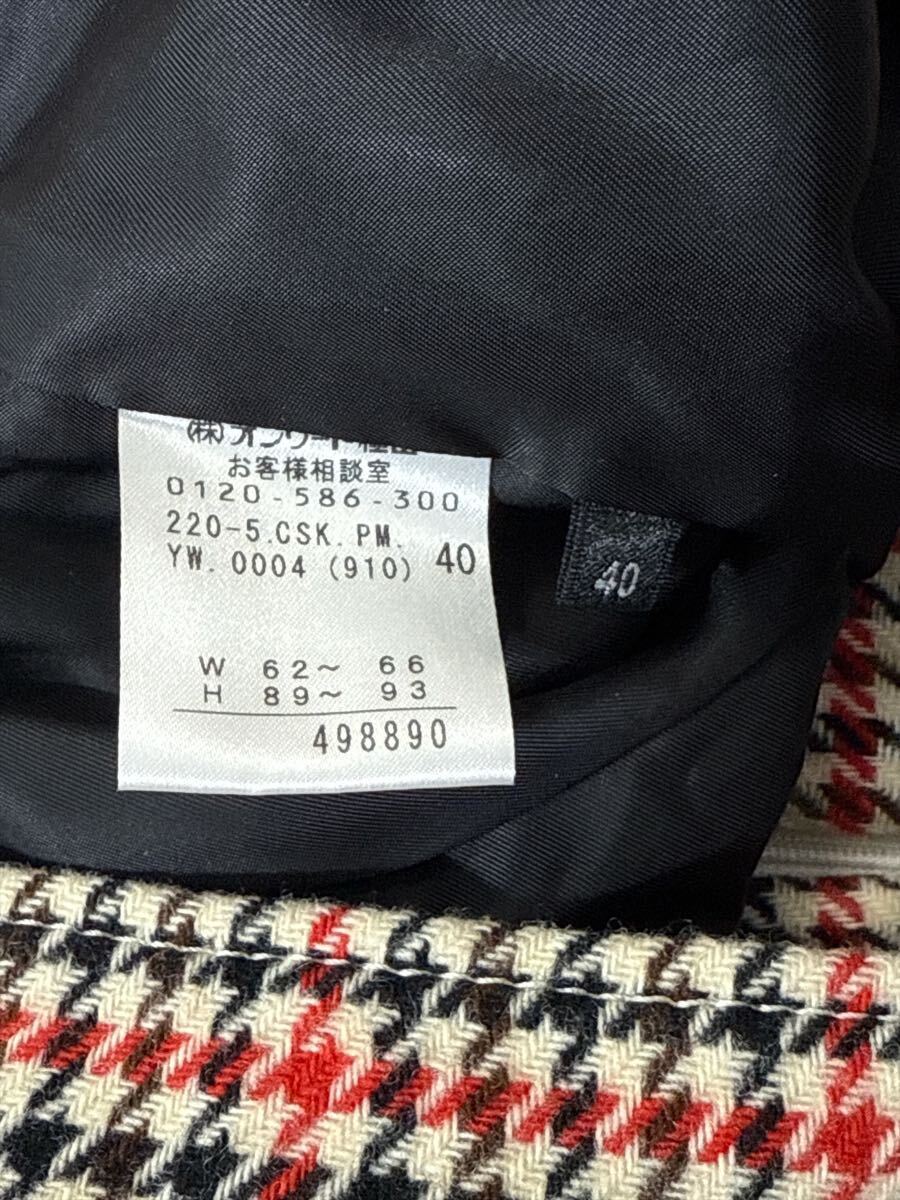 (株)オンワード樫山
お客様相談室
0120-586-300
220-5.CSK.PM.
YW.0004 (910) 40
W 62～ 66
H 89～ 93
498890
40